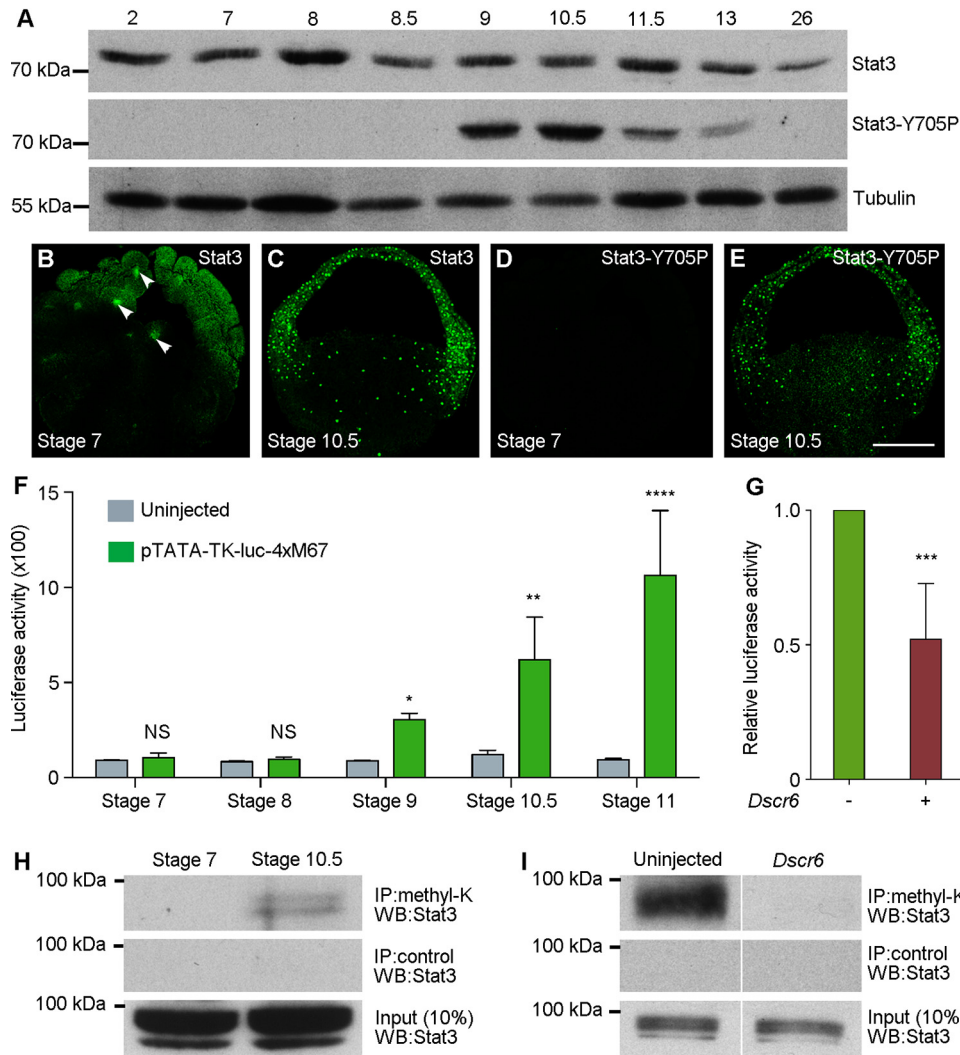 A
2 7 8 8.5 9 10.5 11.5 13 26
70 kDa
Stat3
70 kDa
Stat3-Y705P
55 kDa
Tubulin
B
Stat3
Stage 7
C
Stat3
Stage 10.5
D
Stat3-Y705P
Stage 7
E
Stat3-Y705P
Stage 10.5
F
Luciferase activity (x100)
15
10
5
0
Uninjected
pTATA-TK-luc-4xM67
NS
NS
*
**
****
Stage 7 Stage 8 Stage 9 Stage 10.5 Stage 11
G
Relative luciferase activity
1.0
0.5
0
***
Dscr6 - +
H
Stage 7 Stage 10.5
100 kDa
IP:methyl-K
WB:Stat3
100 kDa
IP:control
WB:Stat3
100 kDa
Input (10%)
WB:Stat3
I
Uninjected Dscr6
100 kDa
IP:methyl-K
WB:Stat3
100 kDa
IP:control
WB:Stat3
100 kDa
Input (10%
WB:Stat3